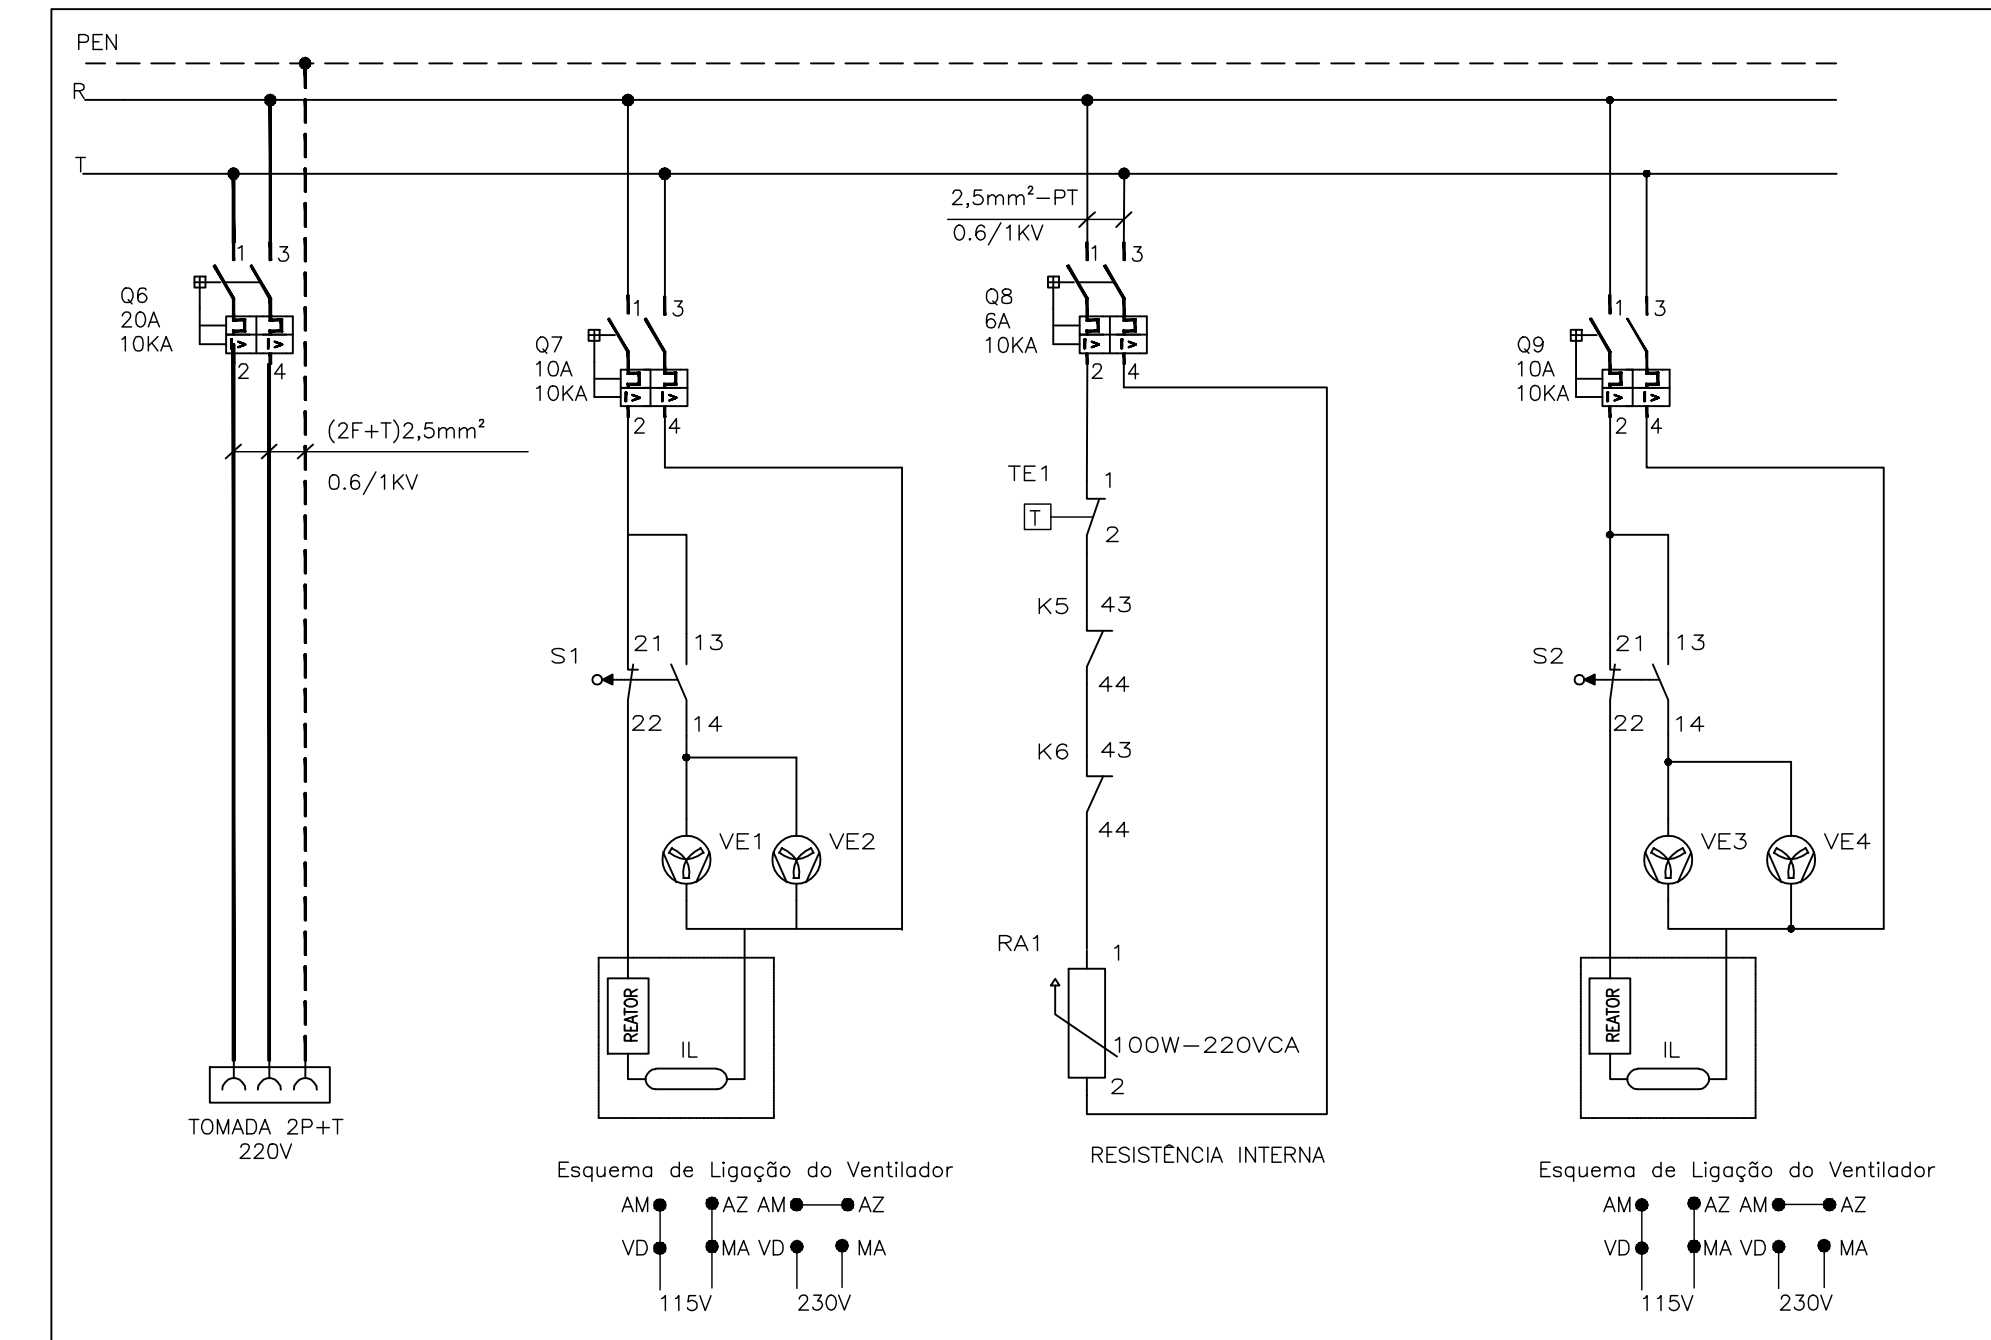 PEN
R
T
1
3
Q6
20A
10KA
I>
I>
2
4
(2F+T)2,5mm²
0.6/1KV
TOMADA 2P+T
220V
1
3
Q7
10A
10KA
I>
I>
2
4
S1
21
13
22
14
VE1
VE2
REATOR
IL
Esquema de Ligação do Ventilador
AM
AZ
AM
AZ
VD
MA
VD
MA
115V
230V
2,5mm²-PT
0.6/1KV
1
3
Q8
6A
10KA
I>
I>
2
4
TE1
1
T
2
K5
43
44
K6
43
44
RA1
1
100W-220VCA
2
RESISTÊNCIA INTERNA
1
3
Q9
10A
10KA
I>
I>
2
4
S2
21
13
22
14
VE3
VE4
REATOR
IL
Esquema de Ligação do Ventilador
AM
AZ
AM
AZ
VD
MA
VD
MA
115V
230V